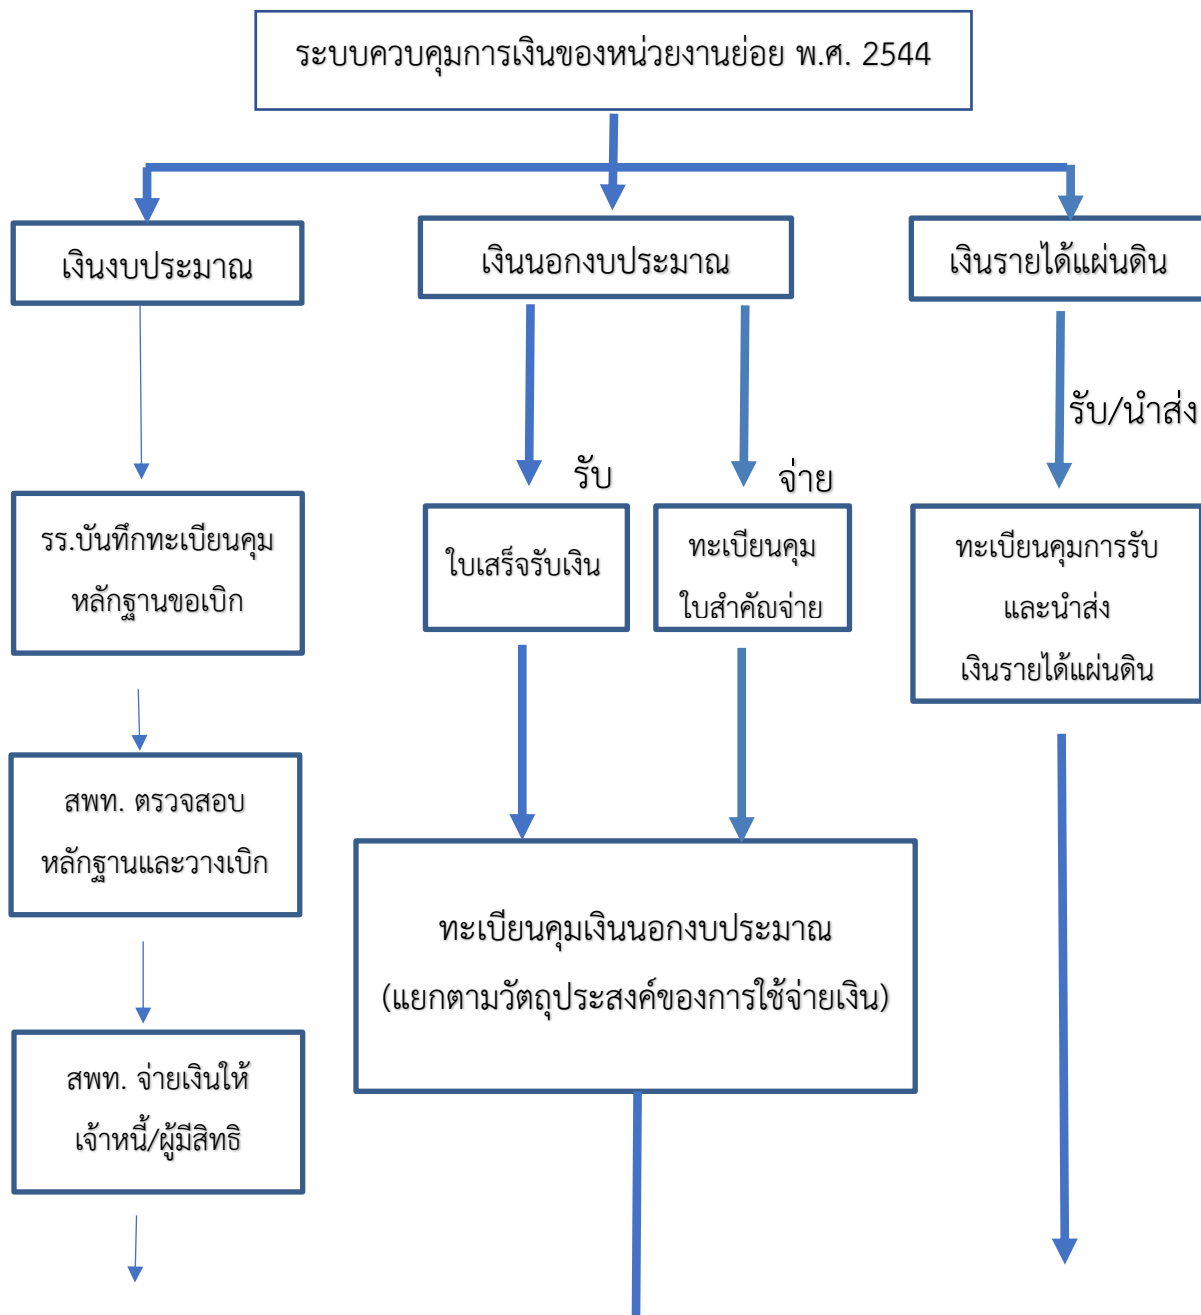 ระบบควบคุมการเงินของหน่วยงานย่อย พ.ศ. 2544
เงินงบประมาณ
เงินนอกงบประมาณ
เงินรายได้แผ่นดิน
รับ/นำส่ง
รับ
จ่าย
รร.บันทึกทะเบียนคุม
หลักฐานขอเบิก
ใบเสร็จรับเงิน
ทะเบียนคุม
ใบสำคัญจ่าย
ทะเบียนคุมการรับ
และนำส่ง
เงินรายได้แผ่นดิน
สพท. ตรวจสอบ
หลักฐานและวางเบิก
ทะเบียนคุมเงินนอกงบประมาณ
(แยกตามวัตถุประสงค์ของการใช้จ่ายเงิน)
สพท. จ่ายเงินให้
เจ้าหนี้/ผู้มีสิทธิ